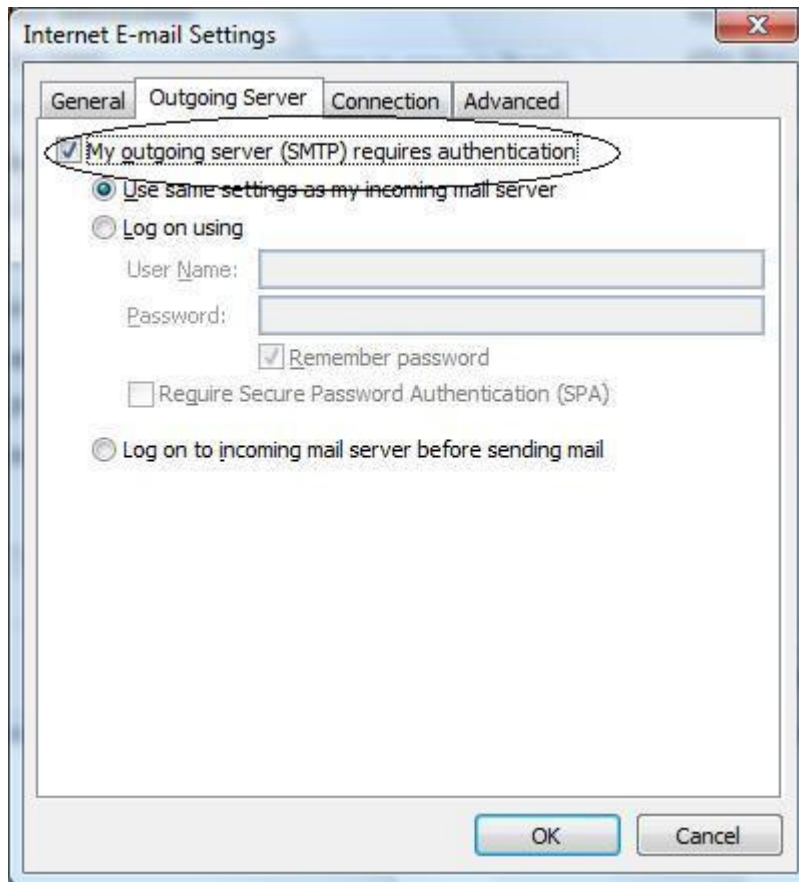 Internet E-mail Settings
General Outgoing Server Connection Advanced
My outgoing server (SMTP) requires authentication
Use same settings as my incoming mail server
Log on using
User Name:
Password:
Remember password
Require Secure Password Authentication (SPA)
Log on to incoming mail server before sending mail
OK Cancel